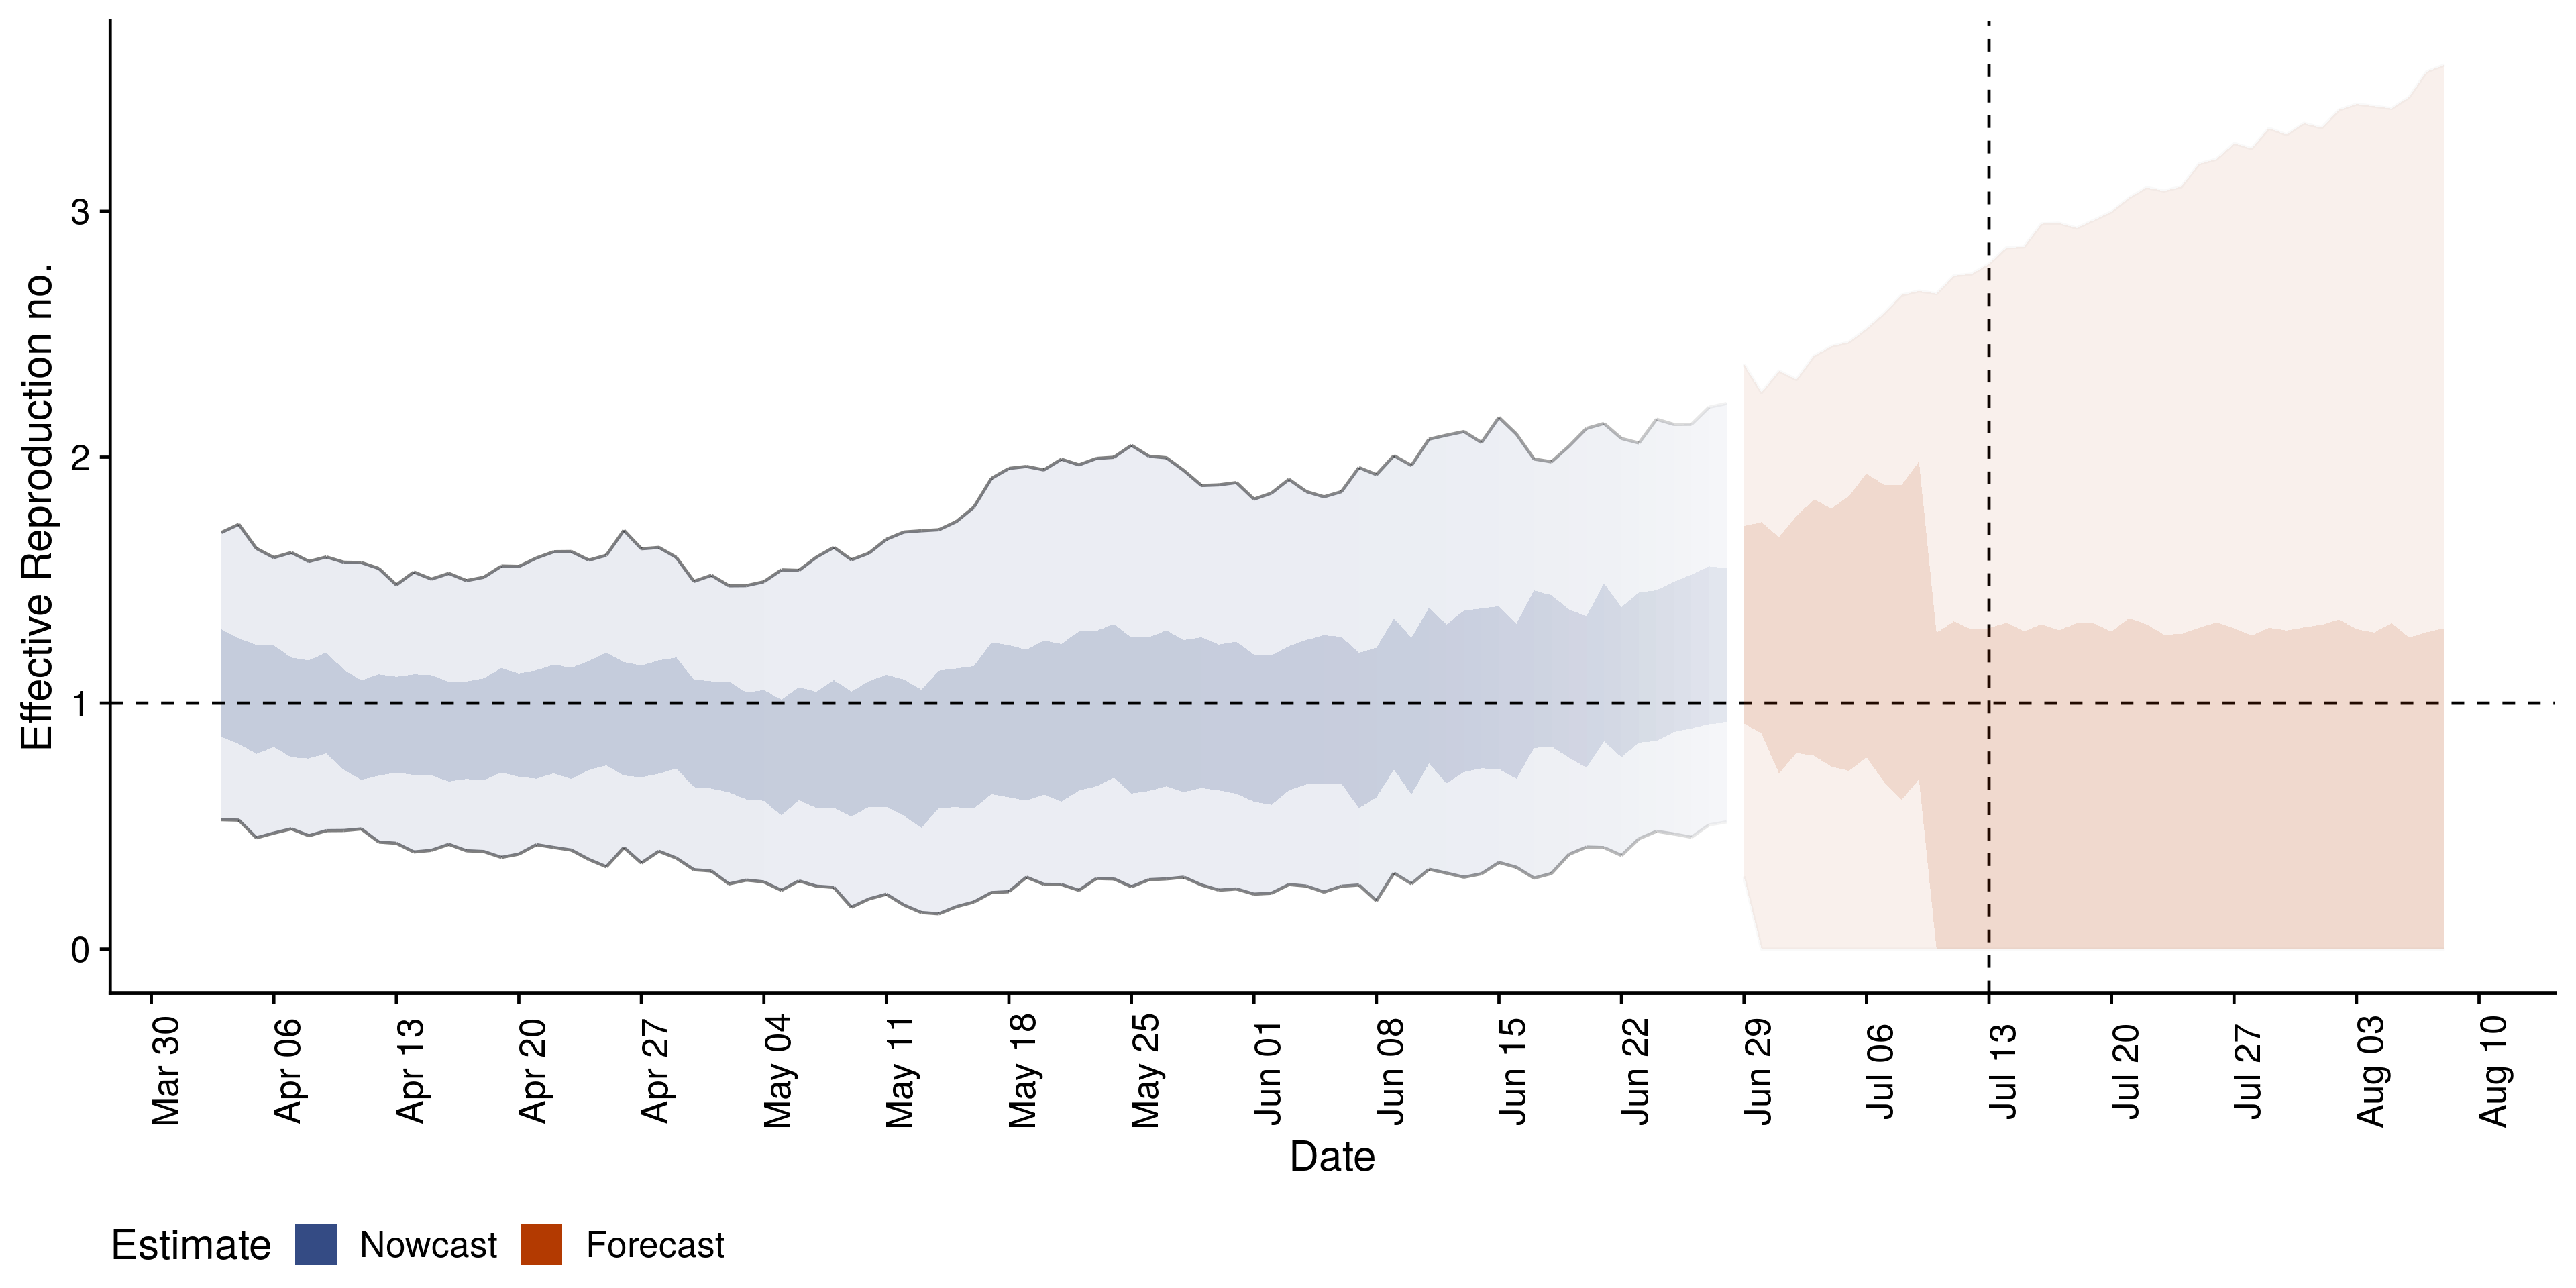 Effective Reproduction no.
3
2
1
0
Mar 30
Apr 06
Apr 13
Apr 20
Apr 27
May 04
May 11
May 18
May 25
Jun 01
Jun 08
Jun 15
Jun 22
Jun 29
Jul 06
Jul 13
Jul 20
Jul 27
Aug 03
Aug 10
Date
Estimate Nowcast Forecast